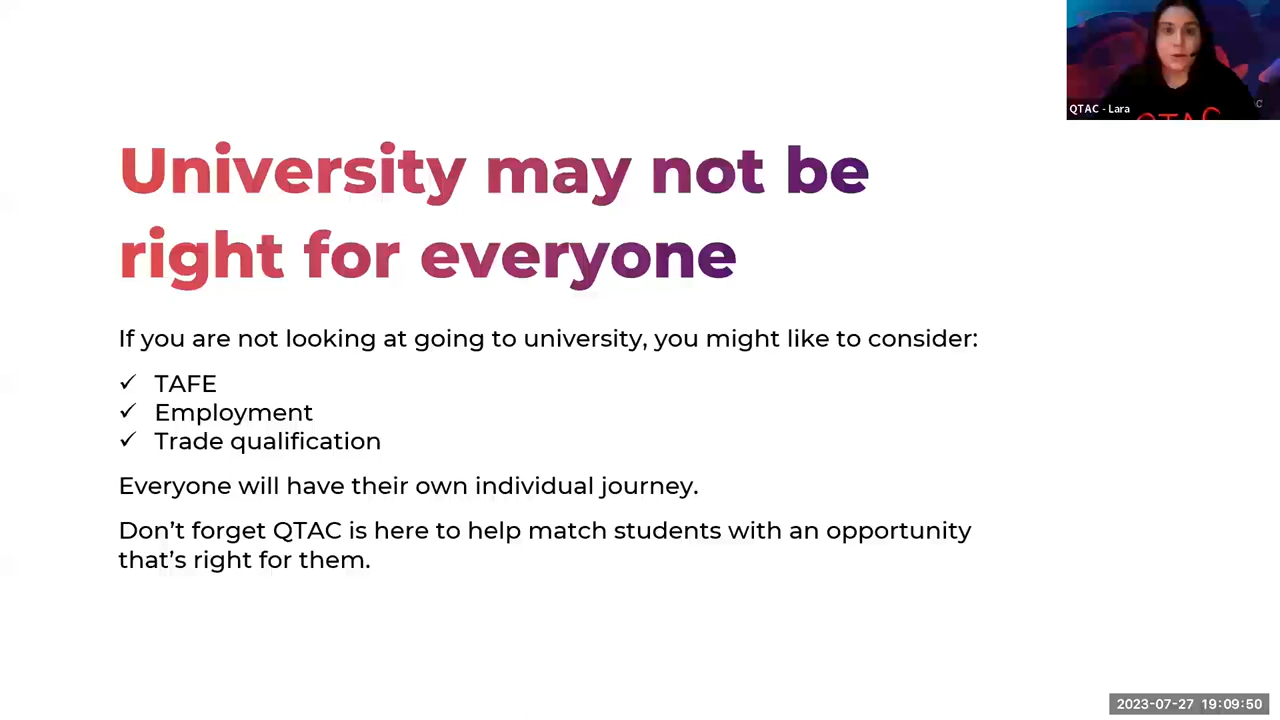 QTAC - Lara
QTAC
University may not be
right for everyone
If you are not looking at going to university, you might like to consider:
✓ TAFE
✓ Employment
✓ Trade qualification
Everyone will have their own individual journey.
Don’t forget QTAC is here to help match students with an opportunity
that’s right for them.
2023-07-27 19:09:50